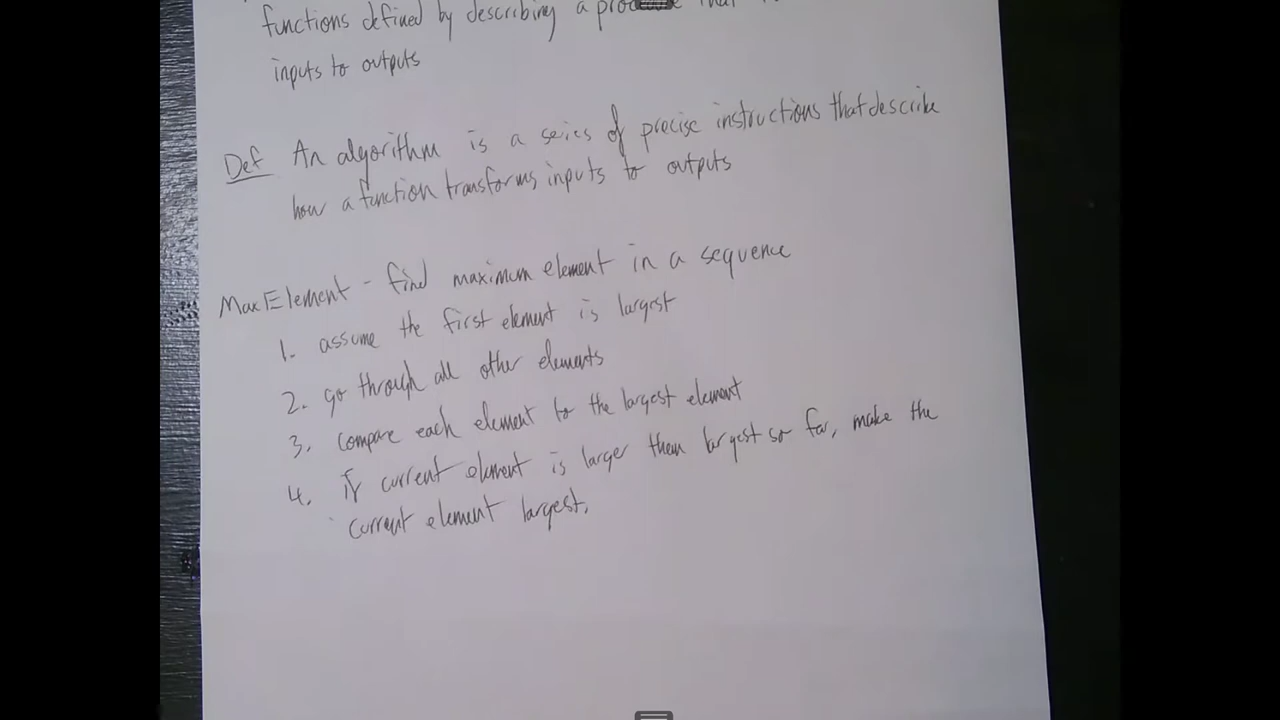 functions defined by describing a that
inputs to outputs
Def An algorithm is a series of precise instructions that describe
how a function transforms inputs to outputs
MaxElement - find maximum element in a sequence
1. assume the first element is largest
2. go through all other elements
3. compare each element to the largest element
4. if current element is larger then largest so far, make the
current element largest.